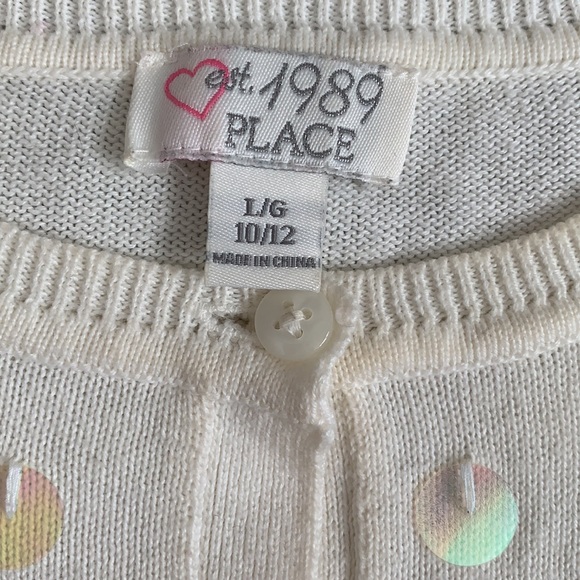 est. 1989
PLACE
L/G
10/12
MADE IN CHINA